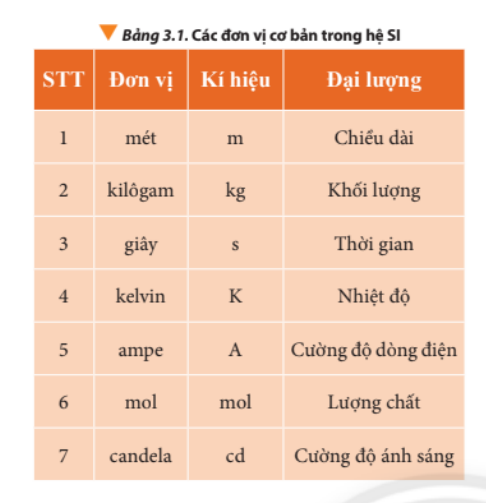 Bảng 3.1. Các đơn vị cơ bản trong hệ SI
STT Đơn vị Kí hiệu Đại lượng
1 mét m Chiều dài
2 kilôgam kg Khối lượng
3 giây s Thời gian
4 kelvin K Nhiệt độ
5 ampe A Cường độ dòng điện
6 mol mol Lượng chất
7 candela cd Cường độ ánh sáng